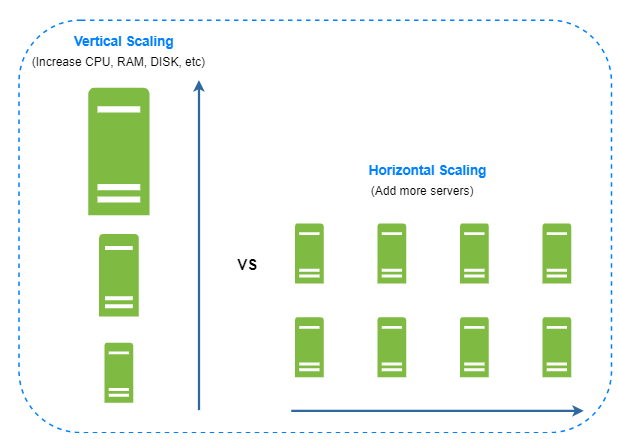 Vertical Scaling
(Increase CPU, RAM, DISK, etc)
Horizontal Scaling
(Add more servers)
vs